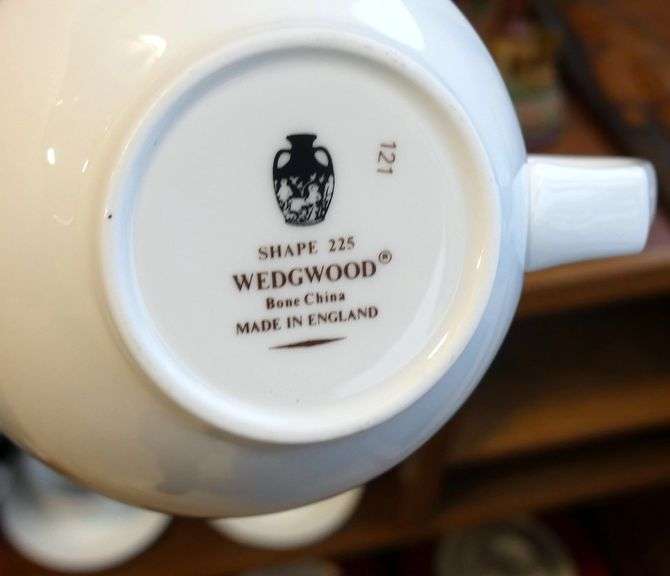 121
SHAPE 225
WEDGWOOD®
Bone China
MADE IN ENGLAND